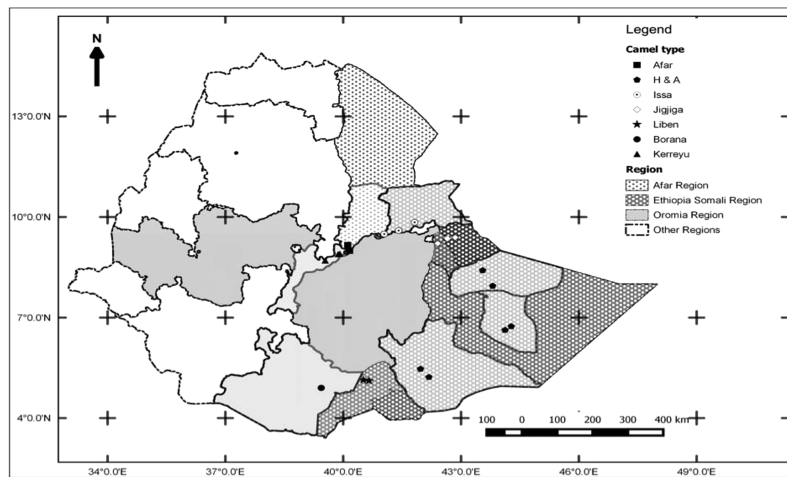 N
Legend
Camel type
Afar
H & A
Issa
Jigjiga
Liben
Borana
Kerreyu
Region
Afar Region
Ethiopia Somali Region
Oromia Region
Other Regions
13°0.0'N
10°0.0'N
7°0.0'N
4°0.0'N
100 0 100 200 300 400 km
34°0.0'E 37°0.0'E 40°0.0'E 43°0.0'E 46°0.0'E 49°0.0'E